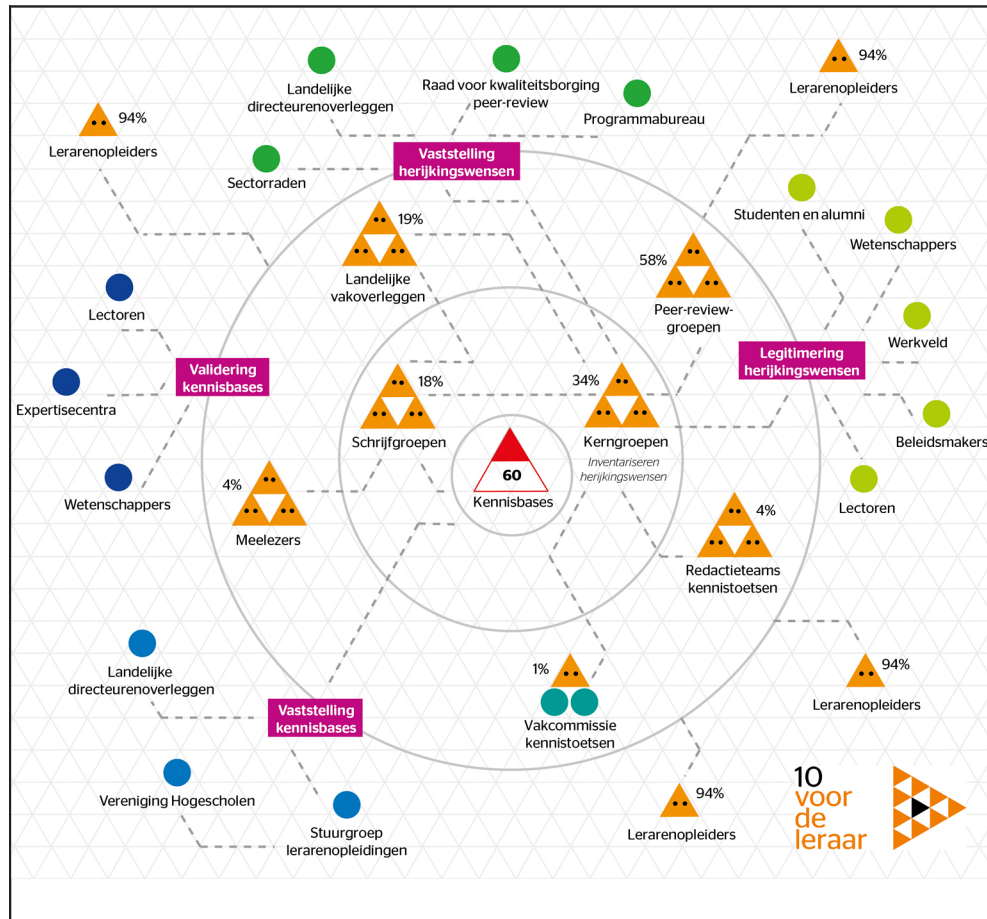 94%
Lerarenopleiders
Landelijke
directeurenoverleggen
Raad voor kwaliteitsborging
peer-review
Programmabureau
94%
Lerarenopleiders
Sectorraden
Vaststelling
herijkingswensen
Studenten en alumni
Wetenschappers
19%
Landelijke
vakoverleggen
58%
Peer-review-
groepen
Lectoren
Werkveld
Validering
kennisbases
Legitimering
herijkingswensen
Expertisecentra
18%
Schrijfgroepen
34%
Kerngroepen
Inventariseren
herijkingswensen
60
Kennisbases
Beleidsmakers
Wetenschappers
4%
Meelezers
4%
Redactieteams
kennistoetsen
Lectoren
Landelijke
directeurenoverleggen
Vaststelling
kennisbases
1%
Vakcommissie
kennistoetsen
94%
Lerarenopleiders
Vereniging Hogescholen
Stuurgroep
lerarenopleidingen
94%
Lerarenopleiders
10
voor
de
leraar